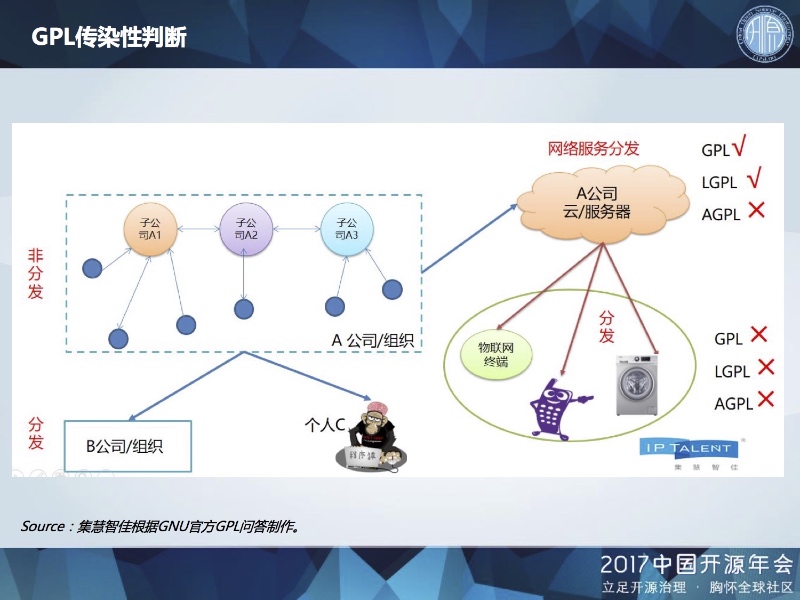 GPL传染性判断
网络服务分发
GPL√
LGPL √
AGPL ×
A公司
云/服务器
子公
司A1
子公
司A2
子公
司A3
非
分
发
A 公司/组织
分
发
物联网
终端
GPL ×
LGPL ×
AGPL ×
分
发
B公司/组织
个人C
程序猿
IP TALENT
集慧智佳
Source：集慧智佳根据GNU官方GPL问答制作。
2017中国开源年会
立足开源治理 · 胸怀全球社区